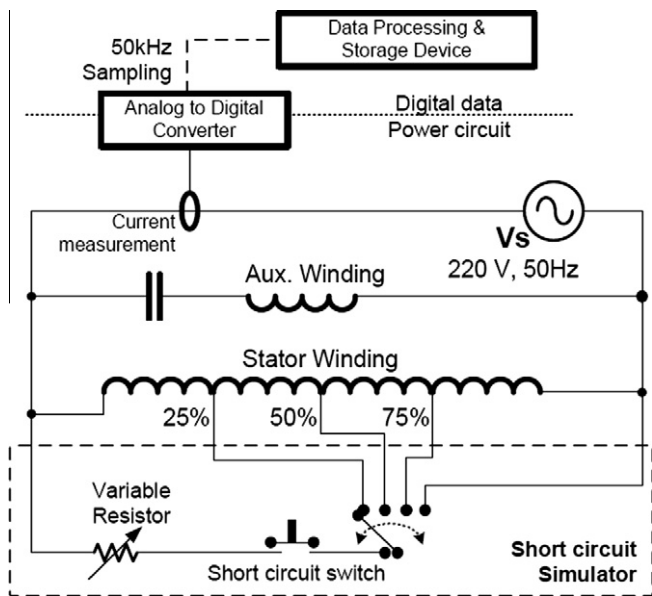 50kHz
Sampling
Data Processing &
Storage Device
Analog to Digital
Converter
Digital data
Power circuit
Current
measurement
Vs
220 V, 50Hz
Aux. Winding
Stator Winding
25%
50%
75%
Variable
Resistor
Short circuit switch
Short circuit
Simulator